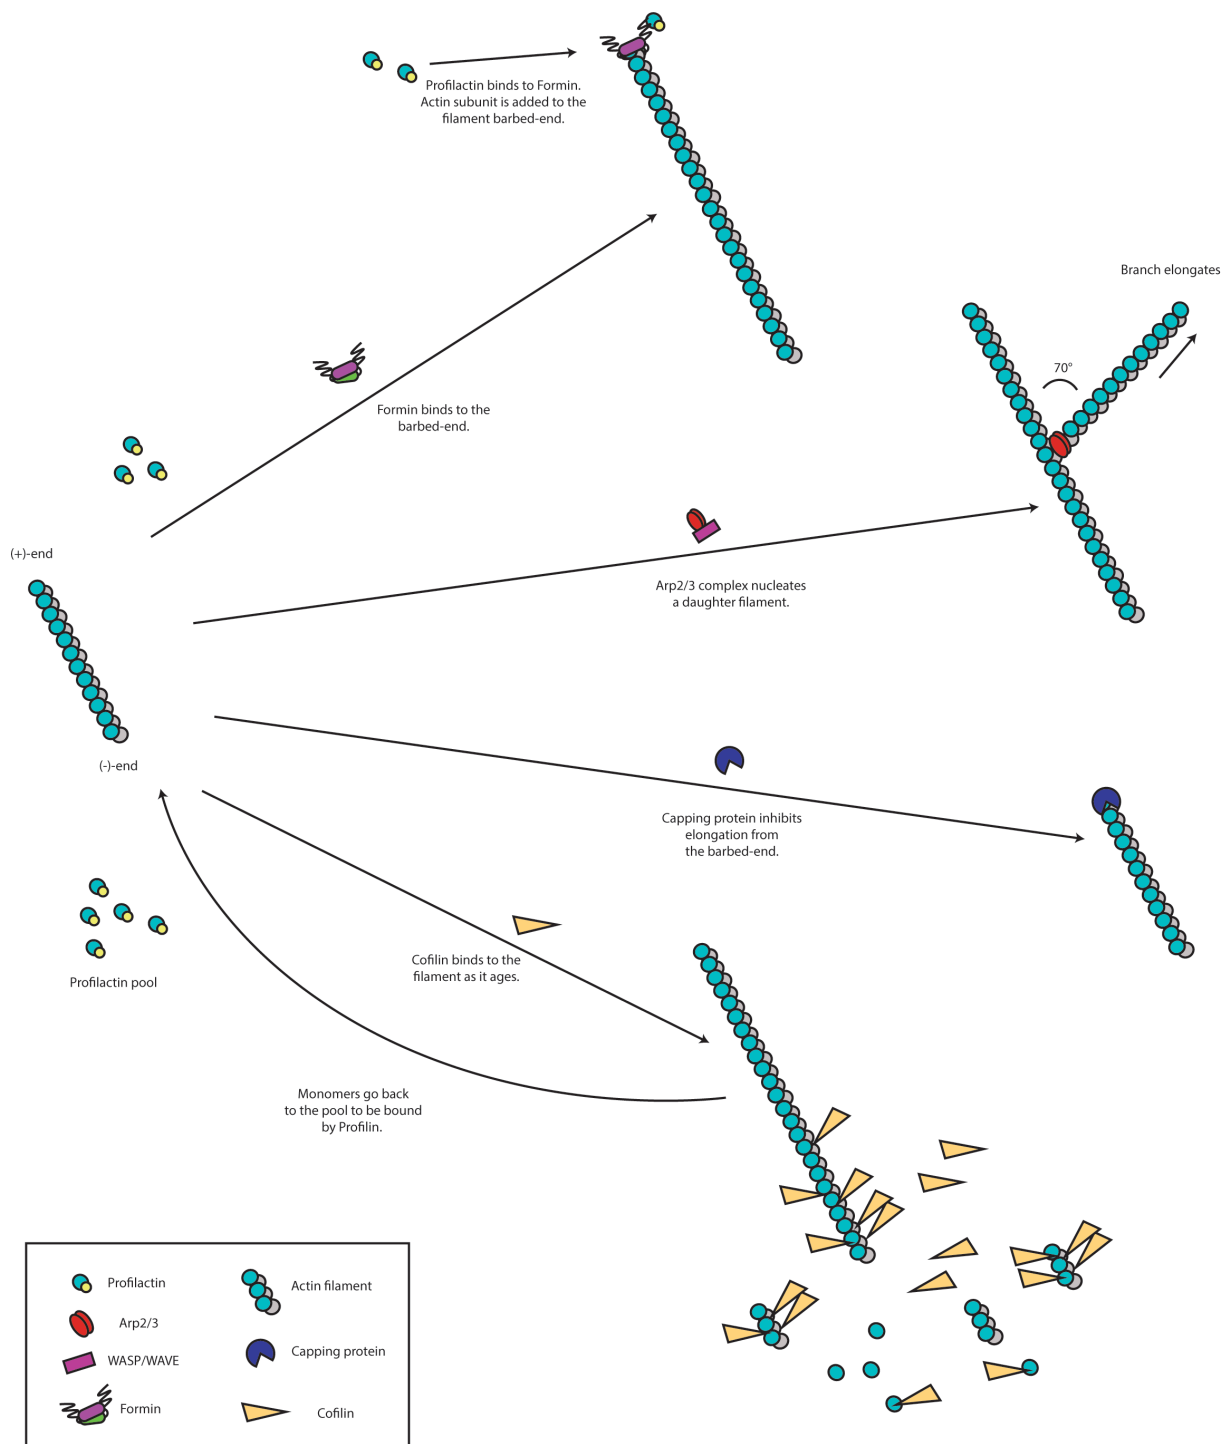 Profilactin binds to Formin.
Actin subunit is added to the
filament barbed-end.
Branch elongates
70°
Formin binds to the
barbed-end.
(+)-end
Arp2/3 complex nucleates
a daughter filament.
(-)-end
Capping protein inhibits
elongation from
the barbed-end.
Cofilin binds to the
filament as it ages.
Profilactin pool
Monomers go back
to the pool to be bound
by Profilin.
Profilactin
Actin filament
Arp2/3
WASP/WAVE
Capping protein
Formin
Cofilin